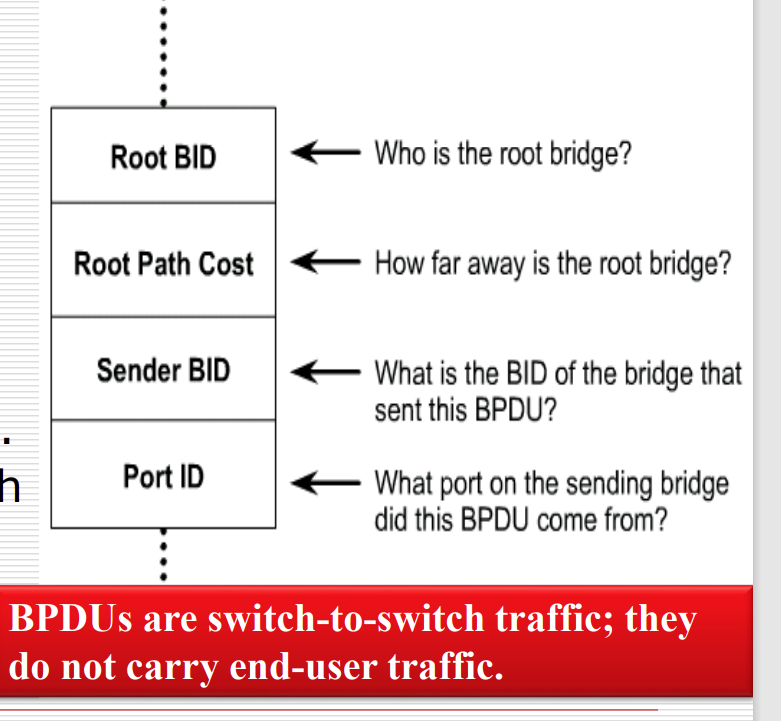 Root BID
Who is the root bridge?
Root Path Cost
How far away is the root bridge?
Sender BID
What is the BID of the bridge that
sent this BPDU?
.
h
Port ID
What port on the sending bridge
did this BPDU come from?
BPDUs are switch-to-switch traffic; they
do not carry end-user traffic.